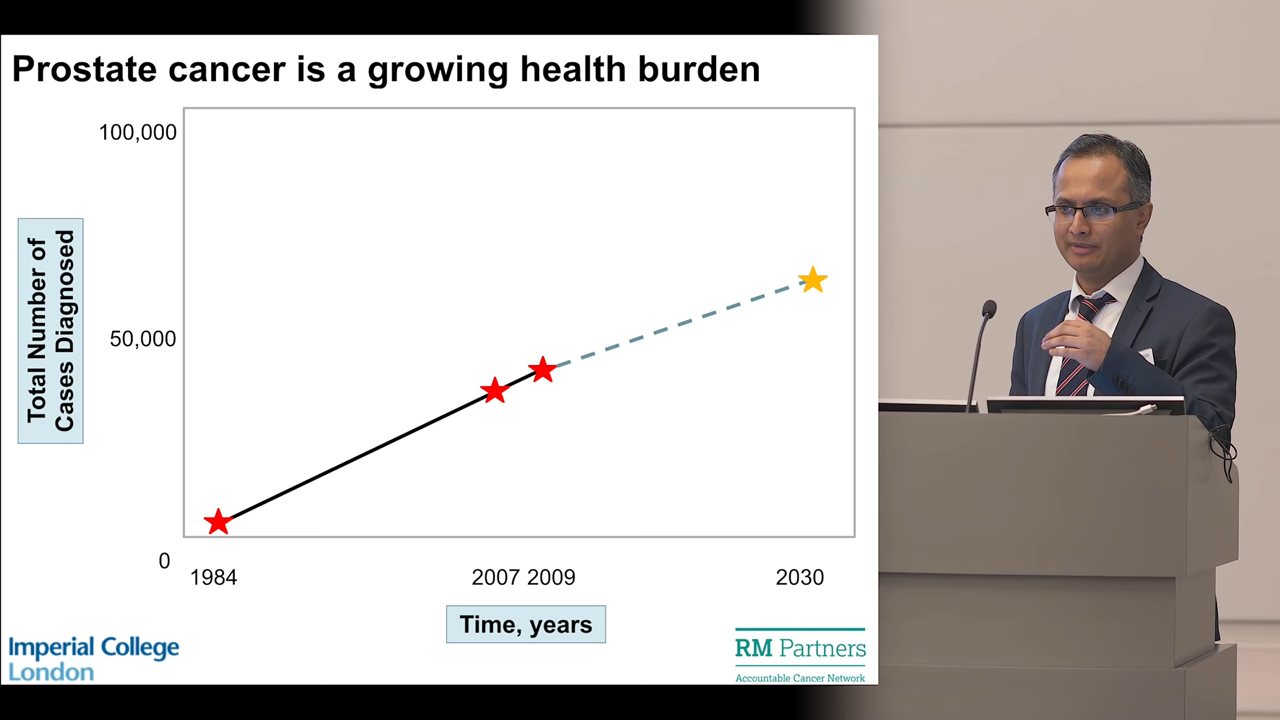 Prostate cancer is a growing health burden
100,000
50,000
0
Total Number of
Cases Diagnosed
1984
2007 2009
2030
Time, years
Imperial College
London
RM Partners
Accountable Cancer Network